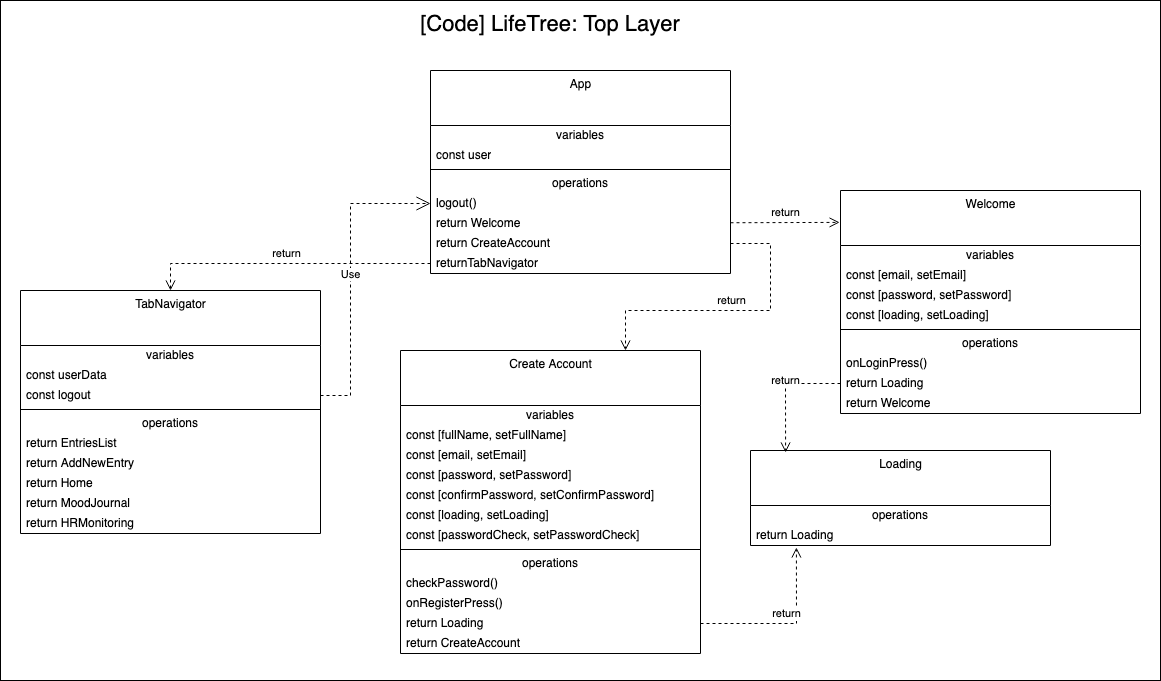 [Code] LifeTree: Top Layer
App
variables
const user
operations
logout()
return Welcome
return CreateAccount
returnTabNavigator
return
return
return
Use
Welcome
variables
const [email, setEmail]
const [password, setPassword]
const [loading, setLoading]
operations
onLoginPress()
return Loading
return Welcome
return
TabNavigator
variables
const userData
const logout
operations
return EntriesList
return AddNewEntry
return Home
return MoodJournal
return HRMonitoring
Create Account
variables
const [fullName, setFullName]
const [email, setEmail]
const [password, setPassword]
const [confirmPassword, setConfirmPassword]
const [loading, setLoading]
const [passwordCheck, setPasswordCheck]
operations
checkPassword()
onRegisterPress()
return Loading
return CreateAccount
return
Loading
operations
return Loading